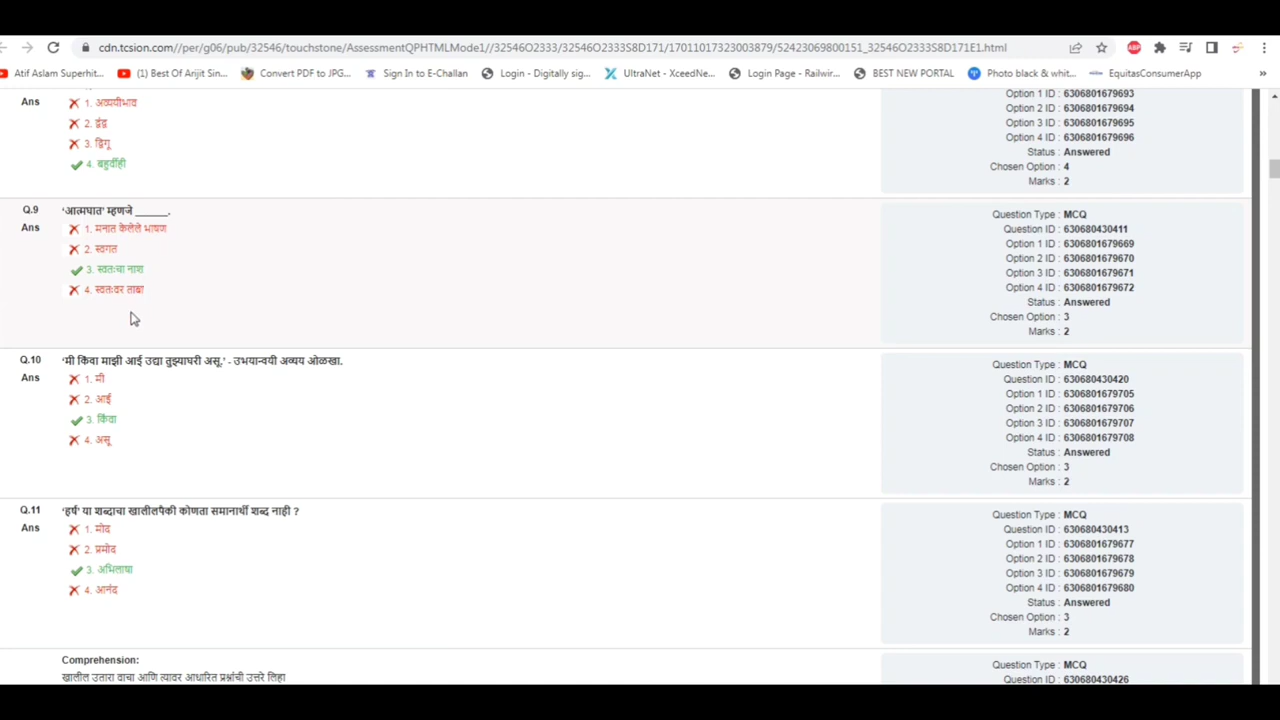 cdn.tcsion.com//per/g06/pub/32546/touchstone/AssessmentQPHTMLMode1//32546O2333/32546O2333S8D171/17011017323003879/52423069800151_32546O2333S8D171E1.html
Atif Aslam Superhit... (1) Best Of Arijit Sin... Convert PDF to JPG... Sign In to E-Challan Login - Digitally sig... UltraNet - XceedNe... Login Page - Railwir... BEST NEW PORTAL Photo black & whit... EquitasConsumerApp »
Ans 1. अव्ययीभाव
2. द्वंद्व
3. द्विगू
4. बहुव्रीही
Option 1 ID : 6306801679693
Option 2 ID : 6306801679694
Option 3 ID : 6306801679695
Option 4 ID : 6306801679696
Status : Answered
Chosen Option : 4
Marks : 2
Q.9 'आत्मघात' म्हणजे ______.
Ans 1. मनात केलेले भाषण
2. स्वगत
3. स्वतःचा नाश
4. स्वतःवर ताबा
Question Type : MCQ
Question ID : 630680430411
Option 1 ID : 6306801679669
Option 2 ID : 6306801679670
Option 3 ID : 6306801679671
Option 4 ID : 6306801679672
Status : Answered
Chosen Option : 3
Marks : 2
Q.10 'मी किंवा माझी आई उद्या तुझ्याघरी असू.' - उभयान्वयी अव्यय ओळखा.
Ans 1. मी
2. आई
3. किंवा
4. असू
Question Type : MCQ
Question ID : 630680430420
Option 1 ID : 6306801679705
Option 2 ID : 6306801679706
Option 3 ID : 6306801679707
Option 4 ID : 6306801679708
Status : Answered
Chosen Option : 3
Marks : 2
Q.11 'हर्ष' या शब्दाचा खालीलपैकी कोणता समानार्थी शब्द नाही ?
Ans 1. मोद
2. प्रमोद
3. अभिलाषा
4. आनंद
Question Type : MCQ
Question ID : 630680430413
Option 1 ID : 6306801679677
Option 2 ID : 6306801679678
Option 3 ID : 6306801679679
Option 4 ID : 6306801679680
Status : Answered
Chosen Option : 3
Marks : 2
Comprehension:
खालील उतारा वाचा आणि त्यावर आधारित प्रश्नांची उत्तरे लिहा
Question Type : MCQ
Question ID : 630680430426